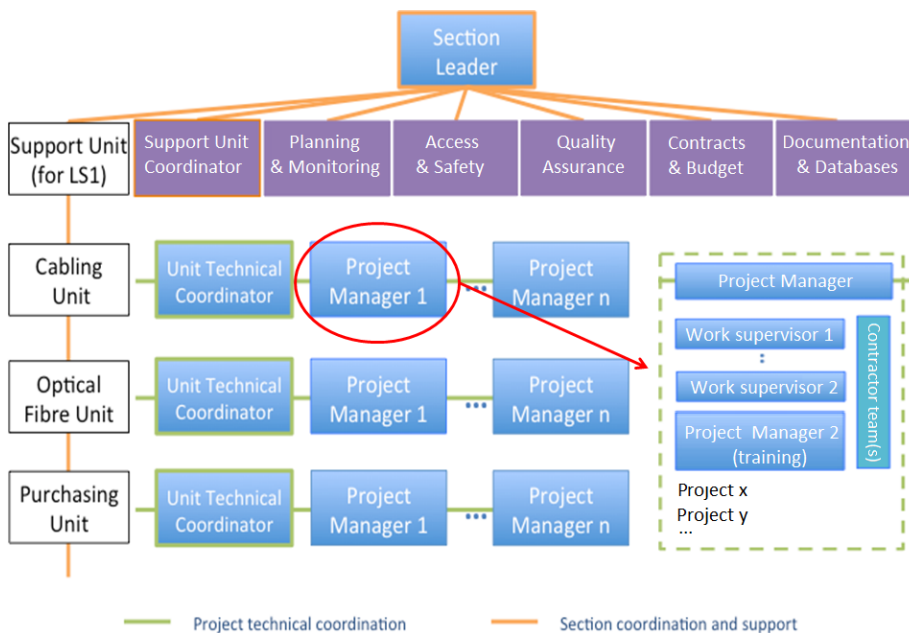 Section
Leader
Support Unit
(for LS1)
Support Unit
Coordinator
Planning
& Monitoring
Access
& Safety
Quality
Assurance
Contracts
& Budget
Documentation
& Databases
Cabling
Unit
Unit Technical
Coordinator
Project
Manager 1
...
Project
Manager n
Optical
Fibre Unit
Unit Technical
Coordinator
Project
Manager 1
...
Project
Manager n
Purchasing
Unit
Unit Technical
Coordinator
Project
Manager 1
...
Project
Manager n
Project Manager
Work supervisor 1
:
Work supervisor 2
Project Manager 2
(training)
Contractor team(s)
Project x
Project y
...
Project technical coordination
Section coordination and support